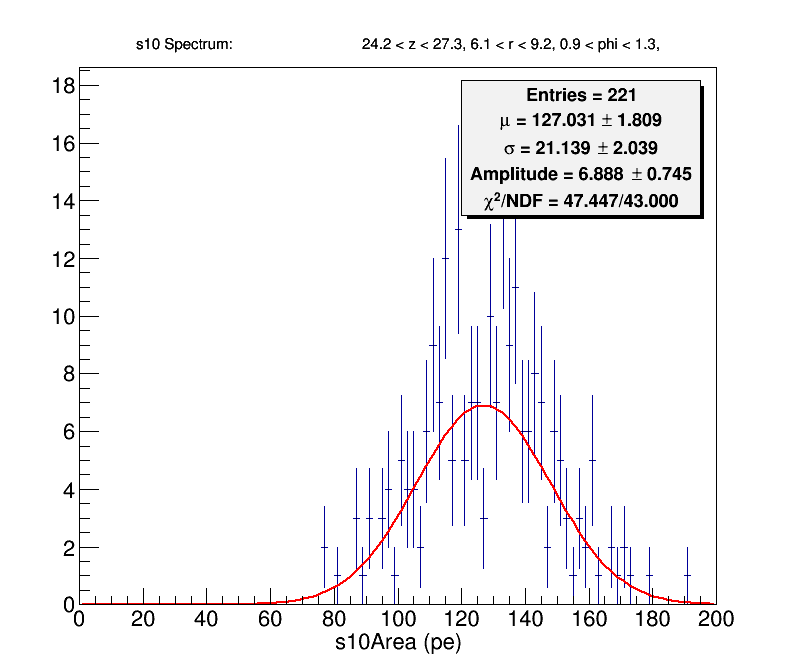 s10 Spectrum: 24.2 < z < 27.3, 6.1 < r < 9.2, 0.9 < phi < 1.3,
Entries = 221
μ = 127.031 ± 1.809
σ = 21.139 ± 2.039
Amplitude = 6.888 ± 0.745
χ²/NDF = 47.447/43.000
18
16
14
12
10
8
6
4
2
0
0 20 40 60 80 100 120 140 160 180 200
s10Area (pe)